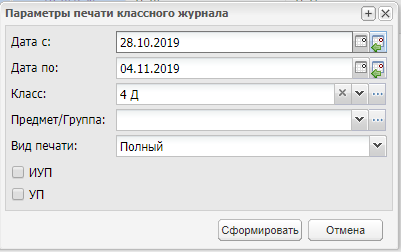 Параметры печати классного журнала
Дата с: 28.10.2019
Дата по: 04.11.2019
Класс: 4 Д
Предмет/Группа:
Вид печати: Полный
ИУП
УП
Сформировать Отмена